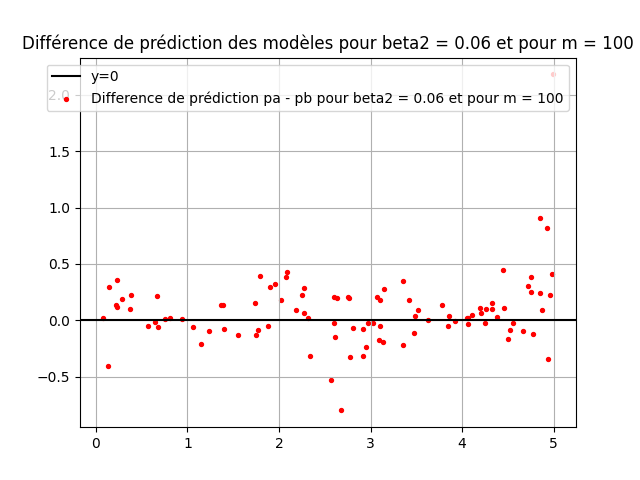 Différence de prédiction des modèles pour beta2 = 0.06 et pour m = 100
y=0
Difference de prédiction pa - pb pour beta2 = 0.06 et pour m = 100
2.0
1.5
1.0
0.5
0.0
−0.5
0 1 2 3 4 5